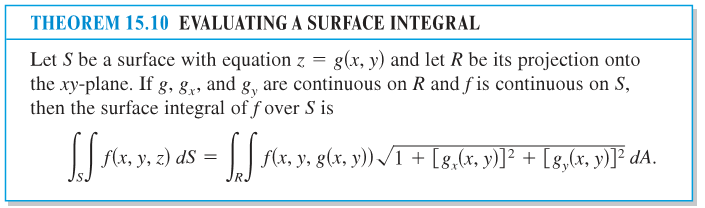 THEOREM 15.10 EVALUATING A SURFACE INTEGRAL
Let S be a surface with equation z = g(x, y) and let R be its projection onto
the xy-plane. If g, gₓ, and g_y are continuous on R and f is continuous on S,
then the surface integral of f over S is
∫∫_S f(x, y, z) dS = ∫∫_R f(x, y, g(x, y))√(1 + [gₓ(x, y)]² + [g_y(x, y)]²) dA.